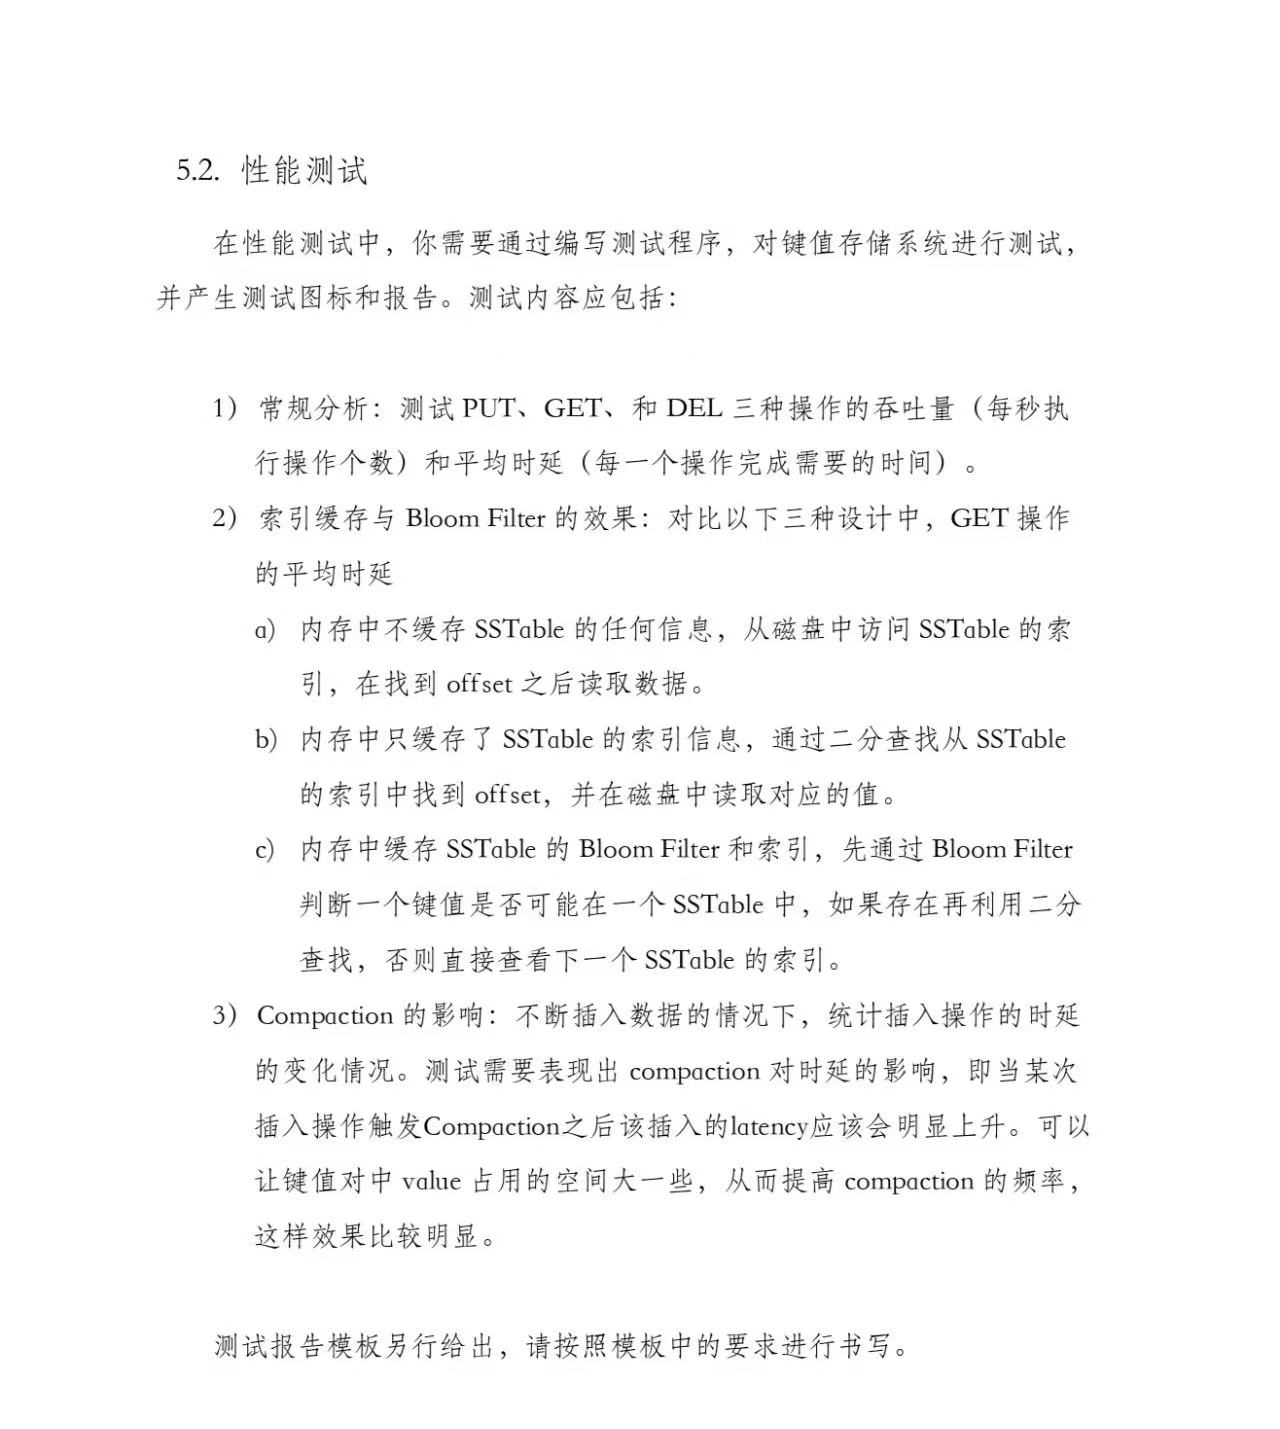 5.2. 性能测试
在性能测试中，你需要通过编写测试程序，对键值存储系统进行测试，
并产生测试图标和报告。测试内容应包括：
1） 常规分析：测试 PUT、GET、和 DEL 三种操作的吞吐量（每秒执
行操作个数）和平均时延（每一个操作完成需要的时间）。
2） 索引缓存与 Bloom Filter 的效果：对比以下三种设计中，GET 操作
的平均时延
a) 内存中不缓存 SSTable 的任何信息，从磁盘中访问 SSTable 的索
引，在找到 offset 之后读取数据。
b) 内存中只缓存了 SSTable 的索引信息，通过二分查找从 SSTable
的索引中找到 offset，并在磁盘中读取对应的值。
c) 内存中缓存 SSTable 的 Bloom Filter 和索引，先通过 Bloom Filter
判断一个键值是否可能在一个 SSTable 中，如果存在再利用二分
查找，否则直接查看下一个 SSTable 的索引。
3） Compaction 的影响：不断插入数据的情况下，统计插入操作的时延
的变化情况。测试需要表现出 compaction 对时延的影响，即当某次
插入操作触发Compaction之后该插入的latency应该会明显上升。可以
让键值对中 value 占用的空间大一些，从而提高 compaction 的频率，
这样效果比较明显。
测试报告模板另行给出，请按照模板中的要求进行书写。